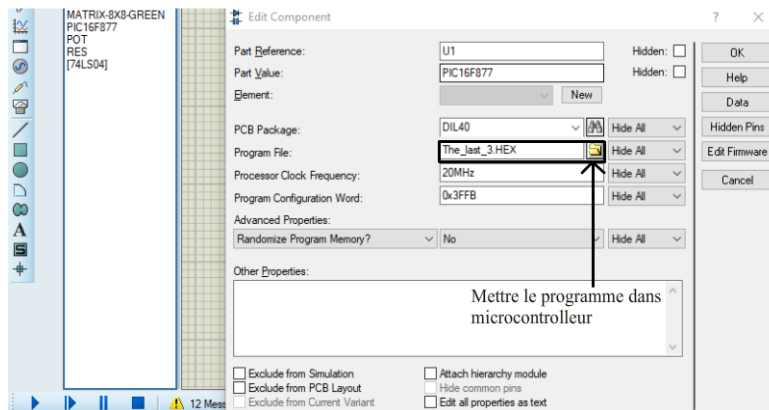 MATRIX-8X8-GREEN
PIC16F877
POT
RES
[74LS04]
Edit Component
?
Part Reference:
U1
Hidden:
OK
Part Value:
PIC16F877
Hidden:
Help
Element:
New
Data
PCB Package:
DIL40
Hide All
Hidden Pins
Program File:
The_last_3.HEX
Hide All
Edit Firmware
Processor Clock Frequency:
20MHz
Hide All
Cancel
Program Configuration Word:
0x3FFB
Hide All
Advanced Properties:
Randomize Program Memory?
No
Hide All
Other Properties:
Mettre le programme dans
microcontrolleur
Exclude from Simulation
Attach hierarchy module
Exclude from PCB Layout
Hide common pins
Exclude from Current Variant
Edit all properties as text
A
S
12 Mess